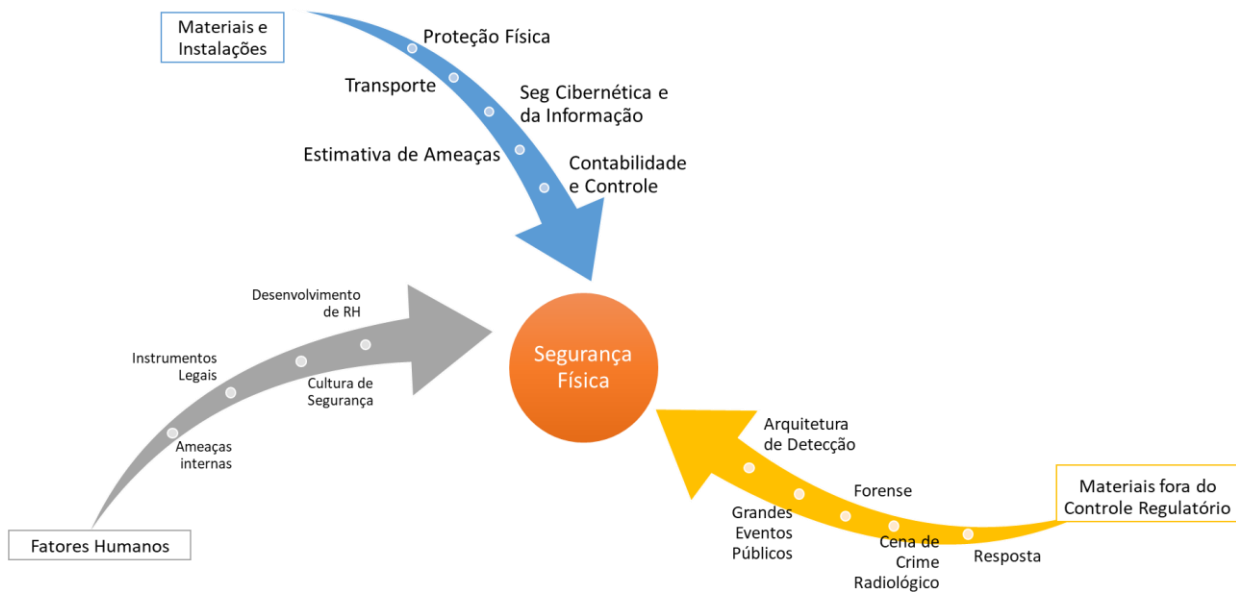 Materiais e
Instalações
Proteção Física
Transporte
Seg Cibernética e
da Informação
Estimativa de Ameaças
Contabilidade
e Controle
Desenvolvimento
de RH
Instrumentos
Legais
Cultura de
Segurança
Ameaças
internas
Fatores Humanos
Segurança
Física
Arquitetura
de Detecção
Forense
Grandes
Eventos
Públicos
Cena de
Crime
Radiológico
Resposta
Materiais fora do
Controle Regulatório